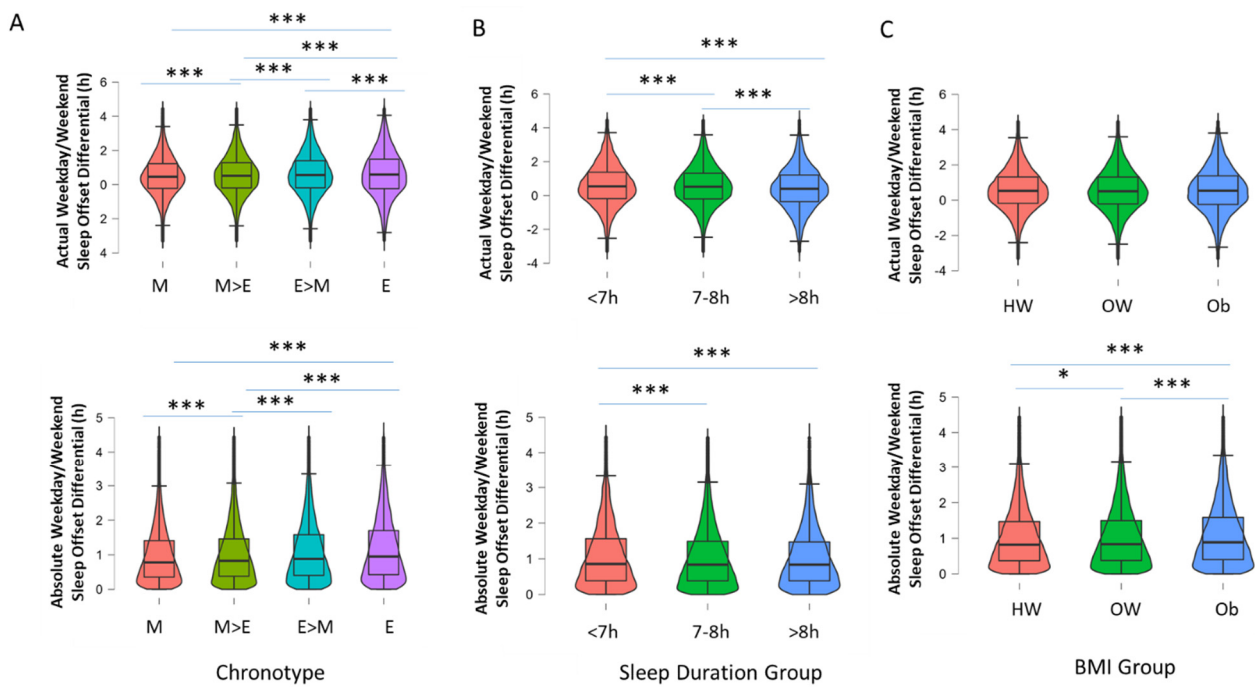 A
B
C
***
***
***
***
***
Actual Weekday/Weekend
Sleep Offset Differential (h)
6
4
2
0
2
4
M
M>E
E>M
E
***
***
***
Actual Weekday/Weekend
Sleep Offset Differential (h)
6
4
2
0
-2
-4
<7h
7-8h
>8h
Actual Weekday/Weekend
Sleep Offset Differential (h)
6
4
2
0
-2
-4
HW
OW
Ob
***
***
***
***
Absolute Weekday/Weekend
Sleep Offset Differential (h)
5
4
3
2
1
0
M
M>E
E>M
E
Chronotype
***
***
Absolute Weekday/Weekend
Sleep Offset Differential (h)
5
4
3
2
1
0
<7h
7-8h
>8h
Sleep Duration Group
***
*
***
Absolute Weekday/Weekend
Sleep Offset Differential (h)
5
4
3
2
1
0
HW
OW
Ob
BMI Group